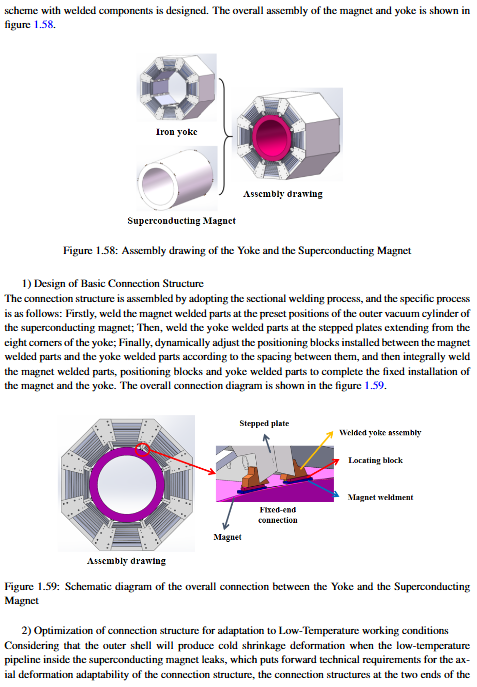 scheme with welded components is designed. The overall assembly of the magnet and yoke is shown in
figure 1.58.
Iron yoke
Assembly drawing
Superconducting Magnet
Figure 1.58: Assembly drawing of the Yoke and the Superconducting Magnet
1) Design of Basic Connection Structure
The connection structure is assembled by adopting the sectional welding process, and the specific process
is as follows: Firstly, weld the magnet welded parts at the preset positions of the outer vacuum cylinder of
the superconducting magnet; Then, weld the yoke welded parts at the stepped plates extending from the
eight corners of the yoke; Finally, dynamically adjust the positioning blocks installed between the magnet
welded parts and the yoke welded parts according to the spacing between them, and then integrally weld
the magnet welded parts, positioning blocks and yoke welded parts to complete the fixed installation of
the magnet and the yoke. The overall connection diagram is shown in the figure 1.59.
Stepped plate
Welded yoke assembly
Locating block
Magnet weldment
Fixed-end
connection
Magnet
Assembly drawing
Figure 1.59: Schematic diagram of the overall connection between the Yoke and the Superconducting
Magnet
2) Optimization of connection structure for adaptation to Low-Temperature working conditions
Considering that the outer shell will produce cold shrinkage deformation when the low-temperature
pipeline inside the superconducting magnet leaks, which puts forward technical requirements for the ax-
ial deformation adaptability of the connection structure, the connection structures at the two ends of the